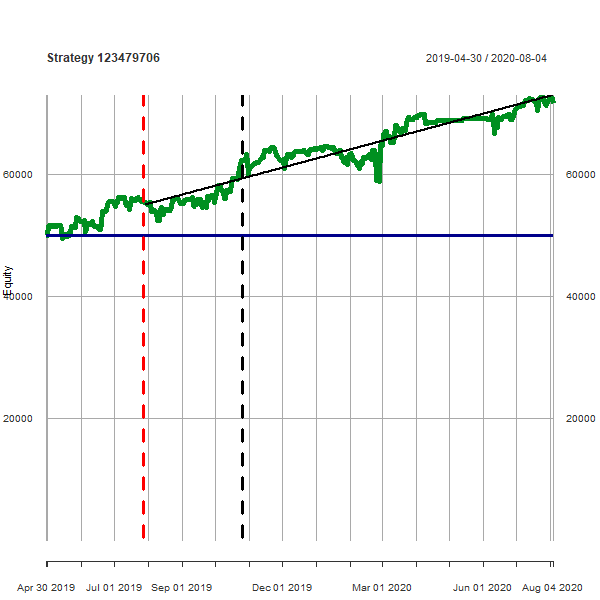 Strategy 123479706
2019-04-30 / 2020-08-04
60000
60000
Equity
40000
40000
20000
20000
Apr 30 2019
Jul 01 2019
Sep 01 2019
Dec 01 2019
Mar 01 2020
Jun 01 2020
Aug 04 2020